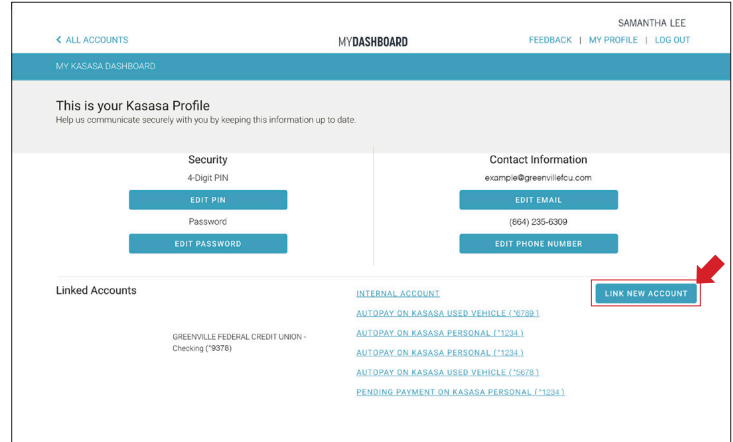 SAMANTHA LEE
ALL ACCOUNTS
MYDASHBOARD
FEEDBACK | MY PROFILE | LOG OUT
MY KASASA DASHBOARD
This is your Kasasa Profile
Help us communicate securely with you by keeping this information up to date.
Security
4-Digit PIN
EDIT PIN
Password
EDIT PASSWORD
Contact Information
example@greenvillefcu.com
EDIT EMAIL
(864) 235-6309
EDIT PHONE NUMBER
Linked Accounts
GREENVILLE FEDERAL CREDIT UNION -
Checking (*9378)
INTERNAL ACCOUNT
AUTOPAY ON KASASA USED VEHICLE (*6789 )
AUTOPAY ON KASASA PERSONAL (*1234 )
AUTOPAY ON KASASA PERSONAL (*1234 )
AUTOPAY ON KASASA USED VEHICLE (*5678 )
PENDING PAYMENT ON KASASA PERSONAL (*1234 )
LINK NEW ACCOUNT